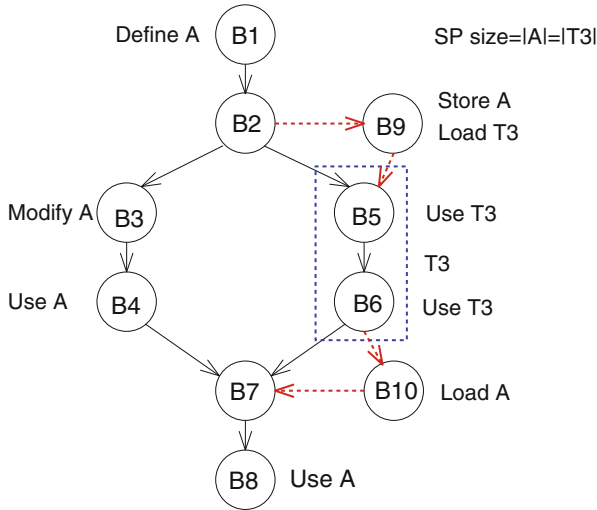 Define A
B1
SP size=|A|=|T3|
B2
B9
Store A
Load T3
Modify A
B3
B5
Use T3
T3
Use A
B4
B6
Use T3
B7
B10
Load A
B8
Use A